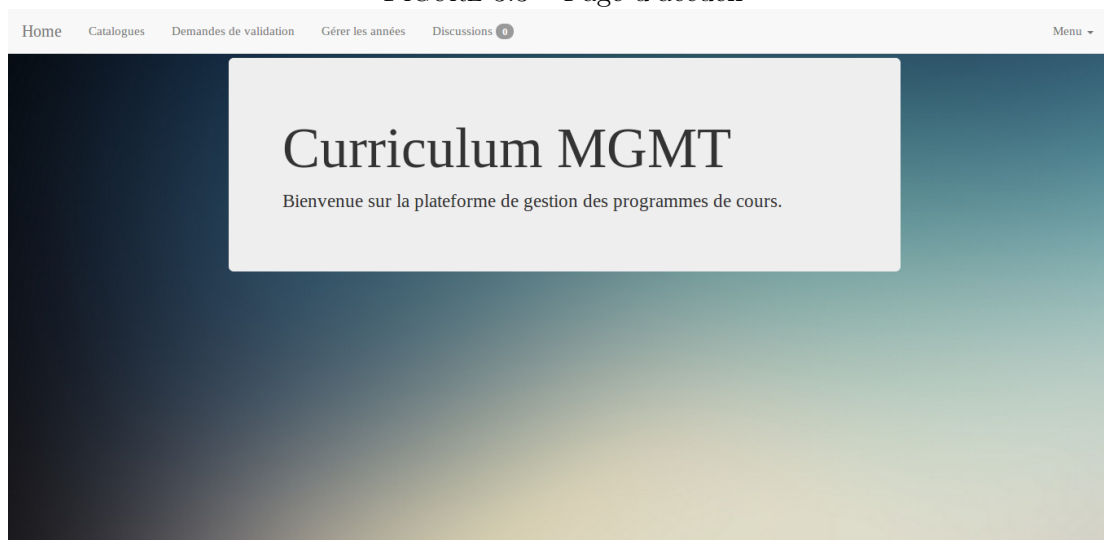 Home Catalogues Demandes de validation Gérer les années Discussions 0 Menu
Curriculum MGMT
Bienvenue sur la plateforme de gestion des programmes de cours.